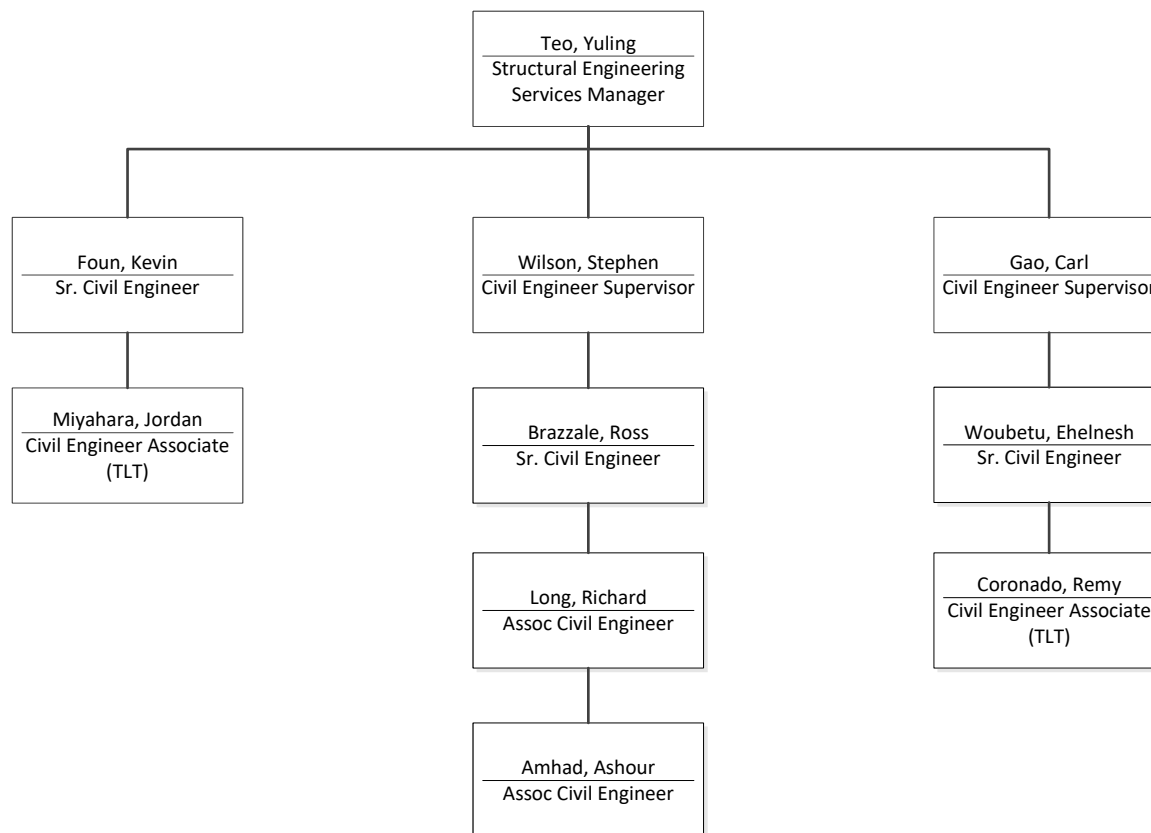 Teo, Yuling
Structural Engineering
Services Manager
Foun, Kevin
Sr. Civil Engineer
Wilson, Stephen
Civil Engineer Supervisor
Gao, Carl
Civil Engineer Supervisor
Miyahara, Jordan
Civil Engineer Associate
(TLT)
Brazzale, Ross
Sr. Civil Engineer
Woubetu, Ehelnesh
Sr. Civil Engineer
Long, Richard
Assoc Civil Engineer
Coronado, Remy
Civil Engineer Associate
(TLT)
Amhad, Ashour
Assoc Civil Engineer